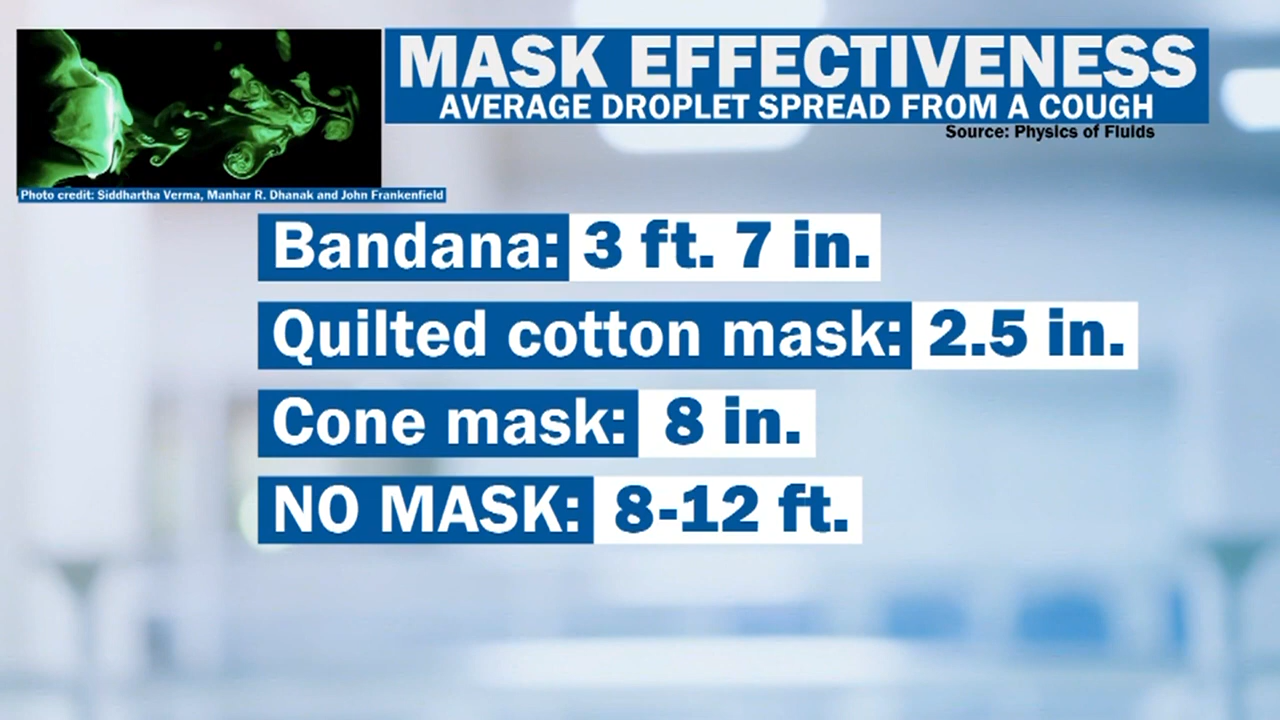 MASK EFFECTIVENESS
AVERAGE DROPLET SPREAD FROM A COUGH
Source: Physics of Fluids
Photo credit: Siddhartha Verma, Manhar R. Dhanak and John Frankenfield
Bandana: 3 ft. 7 in.
Quilted cotton mask: 2.5 in.
Cone mask: 8 in.
NO MASK: 8-12 ft.